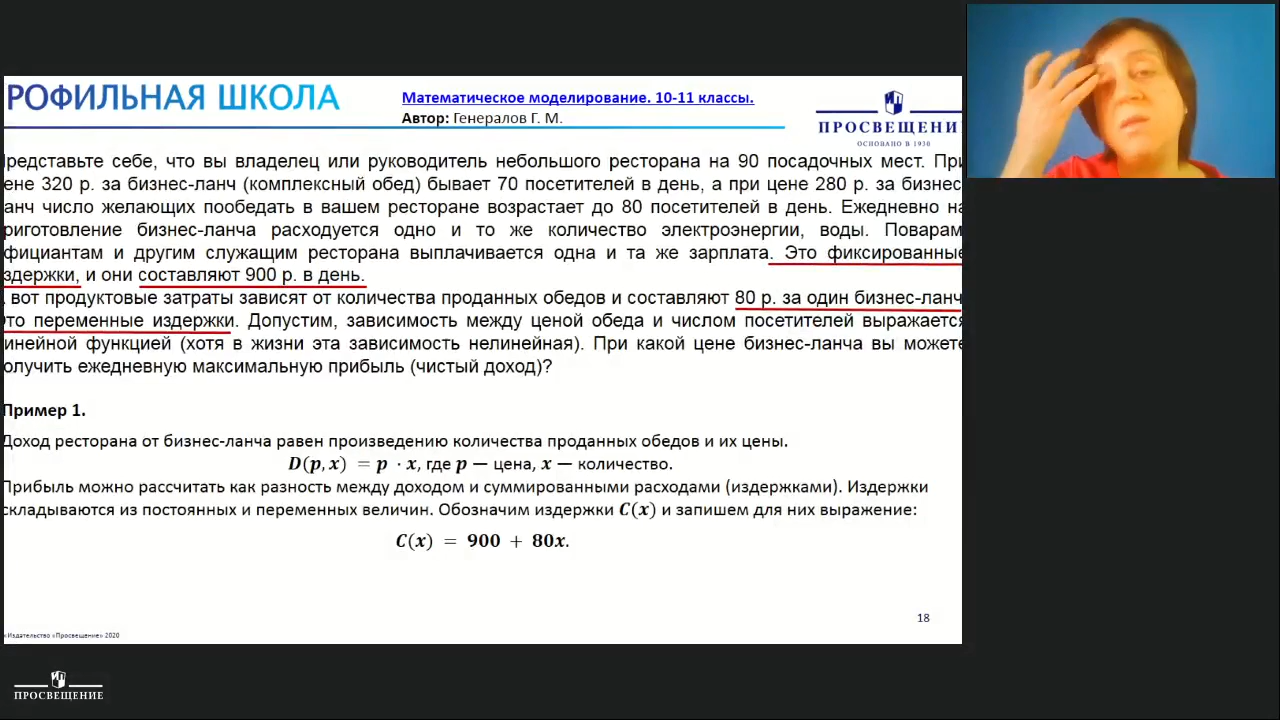 РОФИЛЬНАЯ ШКОЛА
Математическое моделирование. 10-11 классы.
Автор: Генералов Г. М.
ПРОСВЕЩЕНИ
ОСНОВАНО В 1930
редставьте себе, что вы владелец или руководитель небольшого ресторана на 90 посадочных мест. При
ене 320 р. за бизнес-ланч (комплексный обед) бывает 70 посетителей в день, а при цене 280 р. за бизнес-
анч число желающих пообедать в вашем ресторане возрастает до 80 посетителей в день. Ежедневно на
риготовление бизнес-ланча расходуется одно и то же количество электроэнергии, воды. Поварам,
фициантам и другим служащим ресторана выплачивается одна и та же зарплата. Это фиксированные
здержки, и они составляют 900 р. в день.
вот продуктовые затраты зависят от количества проданных обедов и составляют 80 р. за один бизнес-ланч
то переменные издержки. Допустим, зависимость между ценой обеда и числом посетителей выражается
инейной функцией (хотя в жизни эта зависимость нелинейная). При какой цене бизнес-ланча вы можете
олучить ежедневную максимальную прибыль (чистый доход)?
Пример 1.
Доход ресторана от бизнес-ланча равен произведению количества проданных обедов и их цены.
D(p, x) = p · x, где p — цена, x — количество.
Прибыль можно рассчитать как разность между доходом и суммированными расходами (издержками). Издержки
складываются из постоянных и переменных величин. Обозначим издержки C(x) и запишем для них выражение:
C(x) = 900 + 80x.
18
«Издательство «Просвещение» 2020
ПРОСВЕЩЕНИЕ